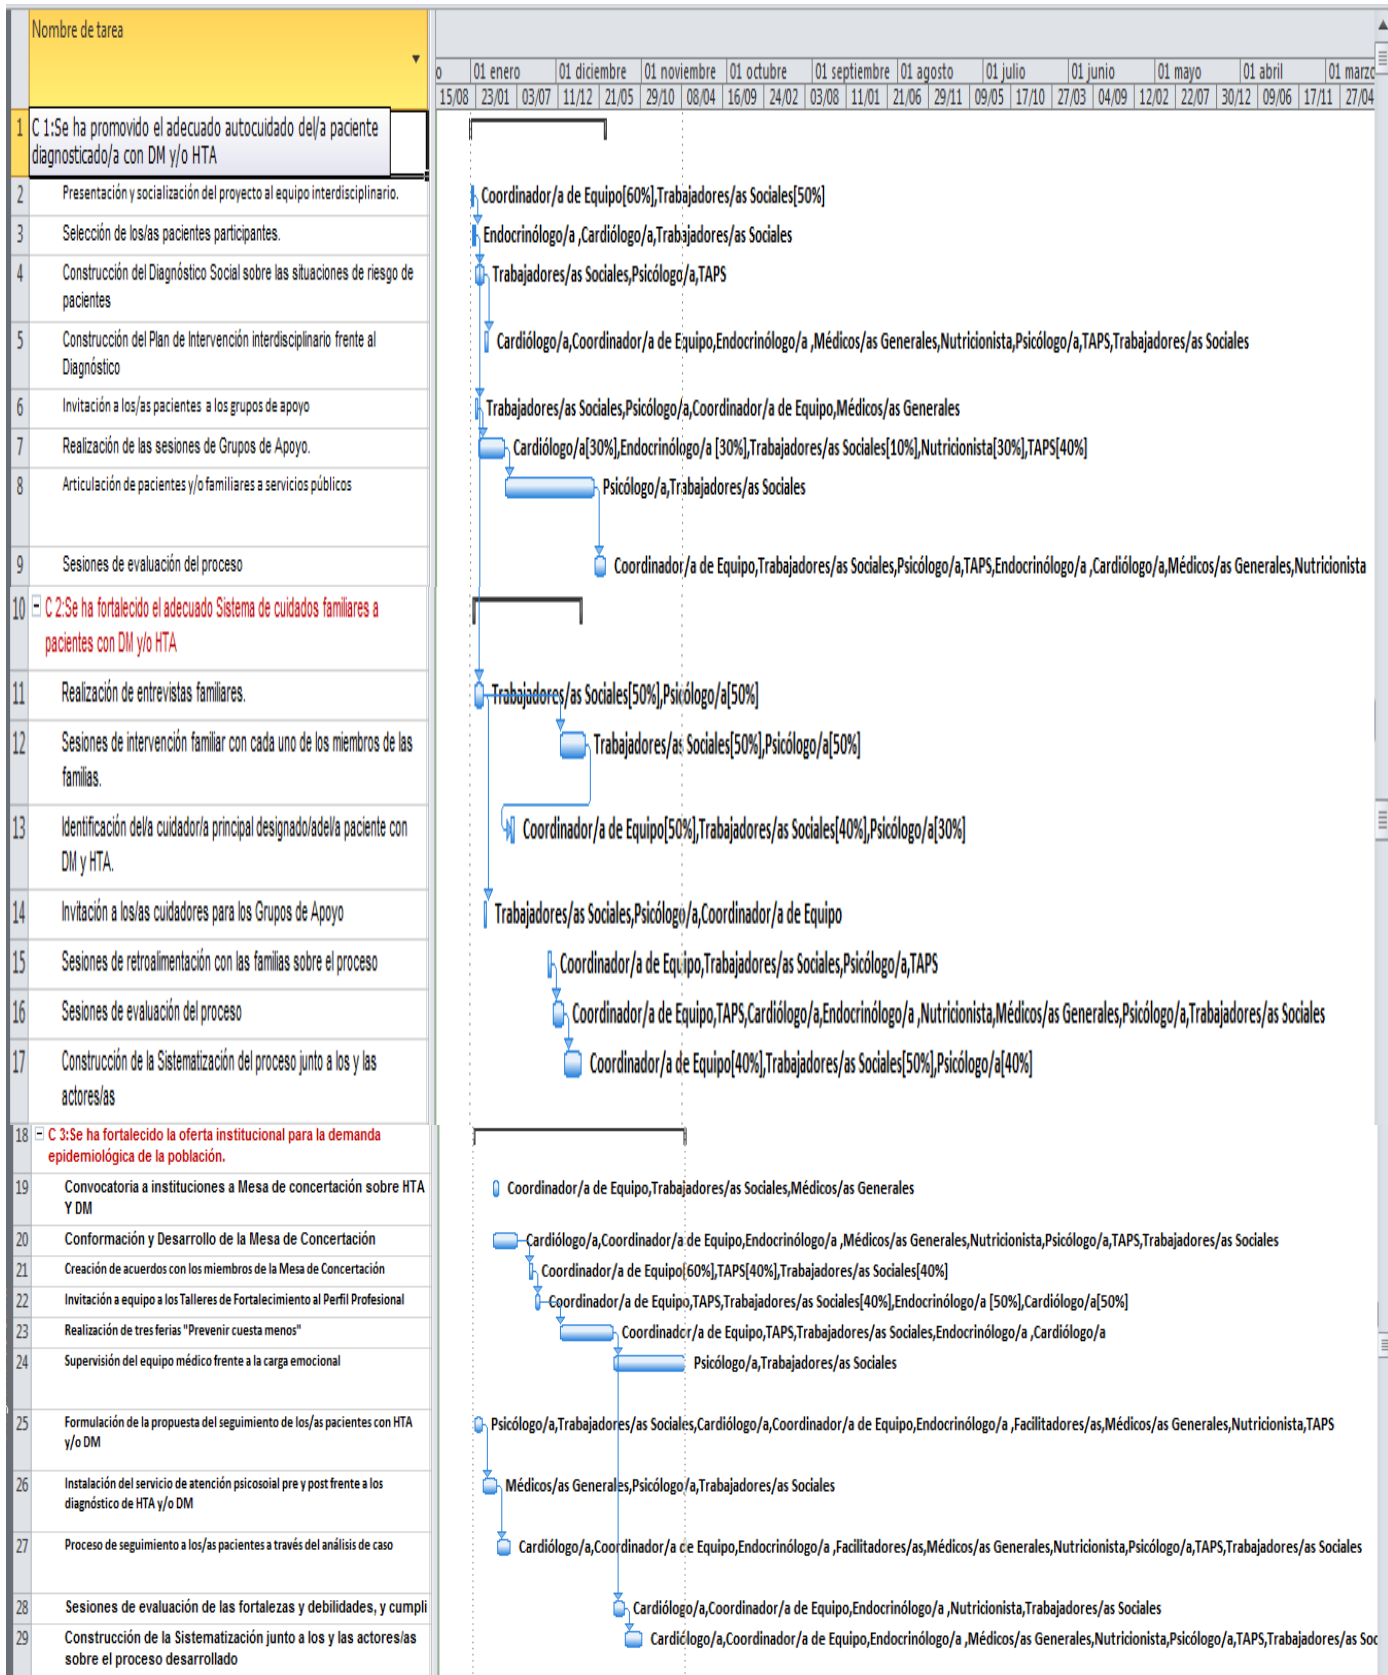 Nombre de tarea
o 01 enero 01 diciembre 01 noviembre 01 octubre 01 septiembre 01 agosto 01 julio 01 junio 01 mayo 01 abril 01 marzo
15/08 23/01 03/07 11/12 21/05 29/10 08/04 16/09 24/02 03/08 11/01 21/06 29/11 09/05 17/10 27/03 04/09 12/02 22/07 30/12 09/06 17/11 27/04
1 C 1:Se ha promovido el adecuado autocuidado del/a paciente
diagnosticado/a con DM y/o HTA
2 Presentación y socialización del proyecto al equipo interdisciplinario. Coordinador/a de Equipo[60%],Trabajadores/as Sociales[50%]
3 Selección de los/as pacientes participantes. Endocrinólogo/a ,Cardiólogo/a,Trabajadores/as Sociales
4 Construcción del Diagnóstico Social sobre las situaciones de riesgo de
pacientes
Trabajadores/as Sociales,Psicólogo/a,TAPS
5 Construcción del Plan de Intervención interdisciplinario frente al
Diagnóstico
Cardiólogo/a,Coordinador/a de Equipo,Endocrinólogo/a ,Médicos/as Generales,Nutricionista,Psicólogo/a,TAPS,Trabajadores/as Sociales
6 Invitación a los/as pacientes a los grupos de apoyo Trabajadores/as Sociales,Psicólogo/a,Coordinador/a de Equipo,Médicos/as Generales
7 Realización de las sesiones de Grupos de Apoyo. Cardiólogo/a[30%],Endocrinólogo/a [30%],Trabajadores/as Sociales[10%],Nutricionista[30%],TAPS[40%]
8 Articulación de pacientes y/o familiares a servicios públicos Psicólogo/a,Trabajadores/as Sociales
9 Sesiones de evaluación del proceso Coordinador/a de Equipo,Trabajadores/as Sociales,Psicólogo/a,TAPS,Endocrinólogo/a ,Cardiólogo/a,Médicos/as Generales,Nutricionista
10 C 2:Se ha fortalecido el adecuado Sistema de cuidados familiares a
pacientes con DM y/o HTA
11 Realización de entrevistas familiares. Trabajadores/as Sociales[50%],Psicólogo/a[50%]
12 Sesiones de intervención familiar con cada uno de los miembros de las
familias.
Trabajadores/as Sociales[50%],Psicólogo/a[50%]
13 Identificación del/a cuidador/a principal designado/adel/a paciente con
DM y HTA.
Coordinador/a de Equipo[50%],Trabajadores/as Sociales[40%],Psicólogo/a[30%]
14 Invitación a los/as cuidadores para los Grupos de Apoyo Trabajadores/as Sociales,Psicólogo/a,Coordinador/a de Equipo
15 Sesiones de retroalimentación con las familias sobre el proceso Coordinador/a de Equipo,Trabajadores/as Sociales,Psicólogo/a,TAPS
16 Sesiones de evaluación del proceso Coordinador/a de Equipo,TAPS,Cardiólogo/a,Endocrinólogo/a ,Nutricionista,Médicos/as Generales,Psicólogo/a,Trabajadores/as Sociales
17 Construcción de la Sistematización del proceso junto a los y las
actores/as
Coordinador/a de Equipo[40%],Trabajadores/as Sociales[50%],Psicólogo/a[40%]
18 C 3:Se ha fortalecido la oferta institucional para la demanda
epidemiológica de la población.
19 Convocatoria a instituciones a Mesa de concertación sobre HTA
Y DM
Coordinador/a de Equipo,Trabajadores/as Sociales,Médicos/as Generales
20 Conformación y Desarrollo de la Mesa de Concertación Cardiólogo/a,Coordinador/a de Equipo,Endocrinólogo/a ,Médicos/as Generales,Nutricionista,Psicólogo/a,TAPS,Trabajadores/as Sociales
21 Creación de acuerdos con los miembros de la Mesa de Concertación Coordinador/a de Equipo[60%],TAPS[40%],Trabajadores/as Sociales[40%]
22 Invitación a equipo a los Talleres de Fortalecimiento al Perfil Profesional Coordinador/a de Equipo,TAPS,Trabajadores/as Sociales[40%],Endocrinólogo/a [50%],Cardiólogo/a[50%]
23 Realización de tres ferias "Prevenir cuesta menos" Coordinador/a de Equipo,TAPS,Trabajadores/as Sociales,Endocrinólogo/a ,Cardiólogo/a
24 Supervisión del equipo médico frente a la carga emocional Psicólogo/a,Trabajadores/as Sociales
25 Formulación de la propuesta del seguimiento de los/as pacientes con HTA
y/o DM
Psicólogo/a,Trabajadores/as Sociales,Cardiólogo/a,Coordinador/a de Equipo,Endocrinólogo/a ,Facilitadores/as,Médicos/as Generales,Nutricionista,TAPS
26 Instalación del servicio de atención psicosoial pre y post frente a los
diagnóstico de HTA y/o DM
Médicos/as Generales,Psicólogo/a,Trabajadores/as Sociales
27 Proceso de seguimiento a los/as pacientes a través del análisis de caso Cardiólogo/a,Coordinador/a de Equipo,Endocrinólogo/a ,Facilitadores/as,Médicos/as Generales,Nutricionista,Psicólogo/a,TAPS,Trabajadores/as Sociales
28 Sesiones de evaluación de las fortalezas y debilidades, y cumpli Cardiólogo/a,Coordinador/a de Equipo,Endocrinólogo/a ,Nutricionista,Trabajadores/as Sociales
29 Construcción de la Sistematización junto a los y las actores/as
sobre el proceso desarrollado
Cardiólogo/a,Coordinador/a de Equipo,Endocrinólogo/a ,Médicos/as Generales,Nutricionista,Psicólogo/a,TAPS,Trabajadores/as Soc